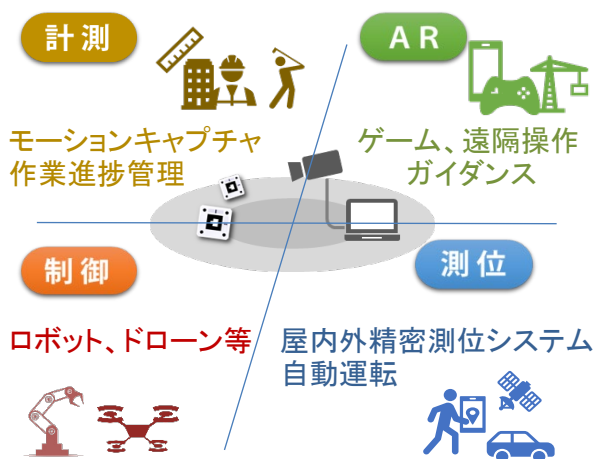 計測
モーションキャプチャ
作業進捗管理
AR
ゲーム、遠隔操作
ガイダンス
制御
ロボット、ドローン等
測位
屋内外精密測位システム
自動運転